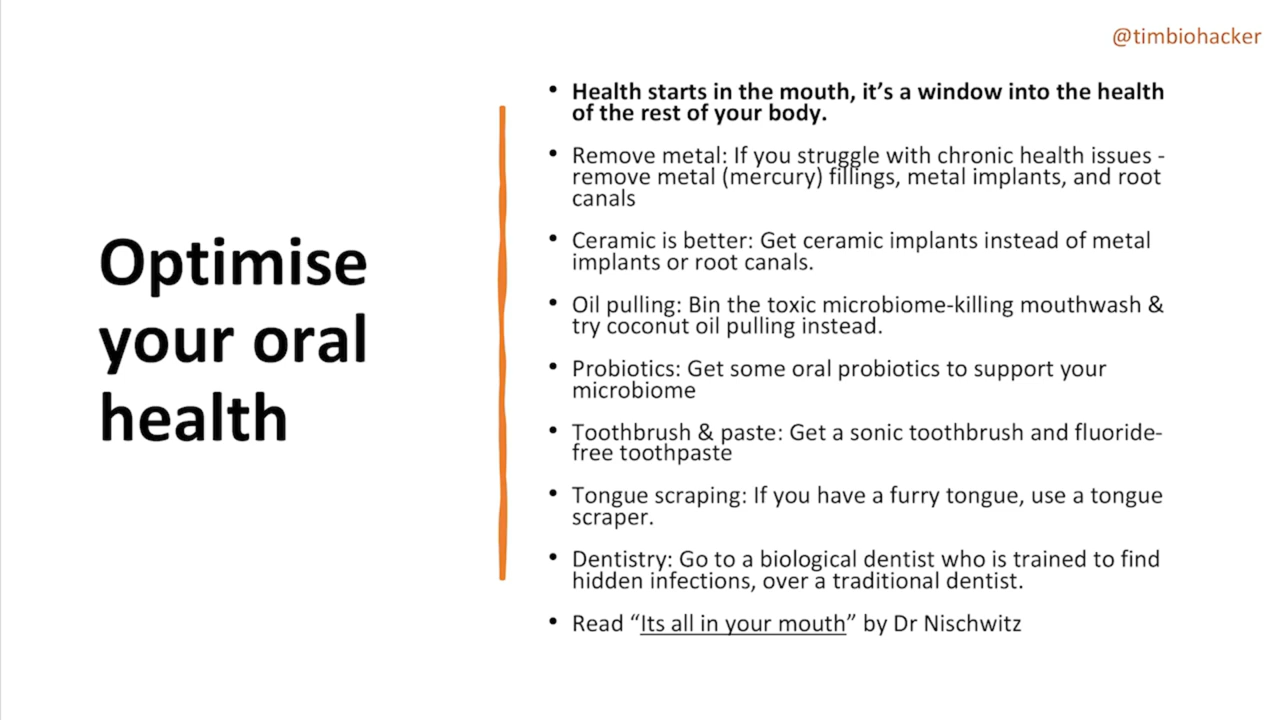 @timbiohacker
Optimise
your oral
health
• Health starts in the mouth, it’s a window into the health
of the rest of your body.
• Remove metal: If you struggle with chronic health issues -
remove metal (mercury) fillings, metal implants, and root
canals
• Ceramic is better: Get ceramic implants instead of metal
implants or root canals.
• Oil pulling: Bin the toxic microbiome-killing mouthwash &
try coconut oil pulling instead.
• Probiotics: Get some oral probiotics to support your
microbiome
• Toothbrush & paste: Get a sonic toothbrush and fluoride-
free toothpaste
• Tongue scraping: If you have a furry tongue, use a tongue
scraper.
• Dentistry: Go to a biological dentist who is trained to find
hidden infections, over a traditional dentist.
• Read “Its all in your mouth” by Dr Nischwitz